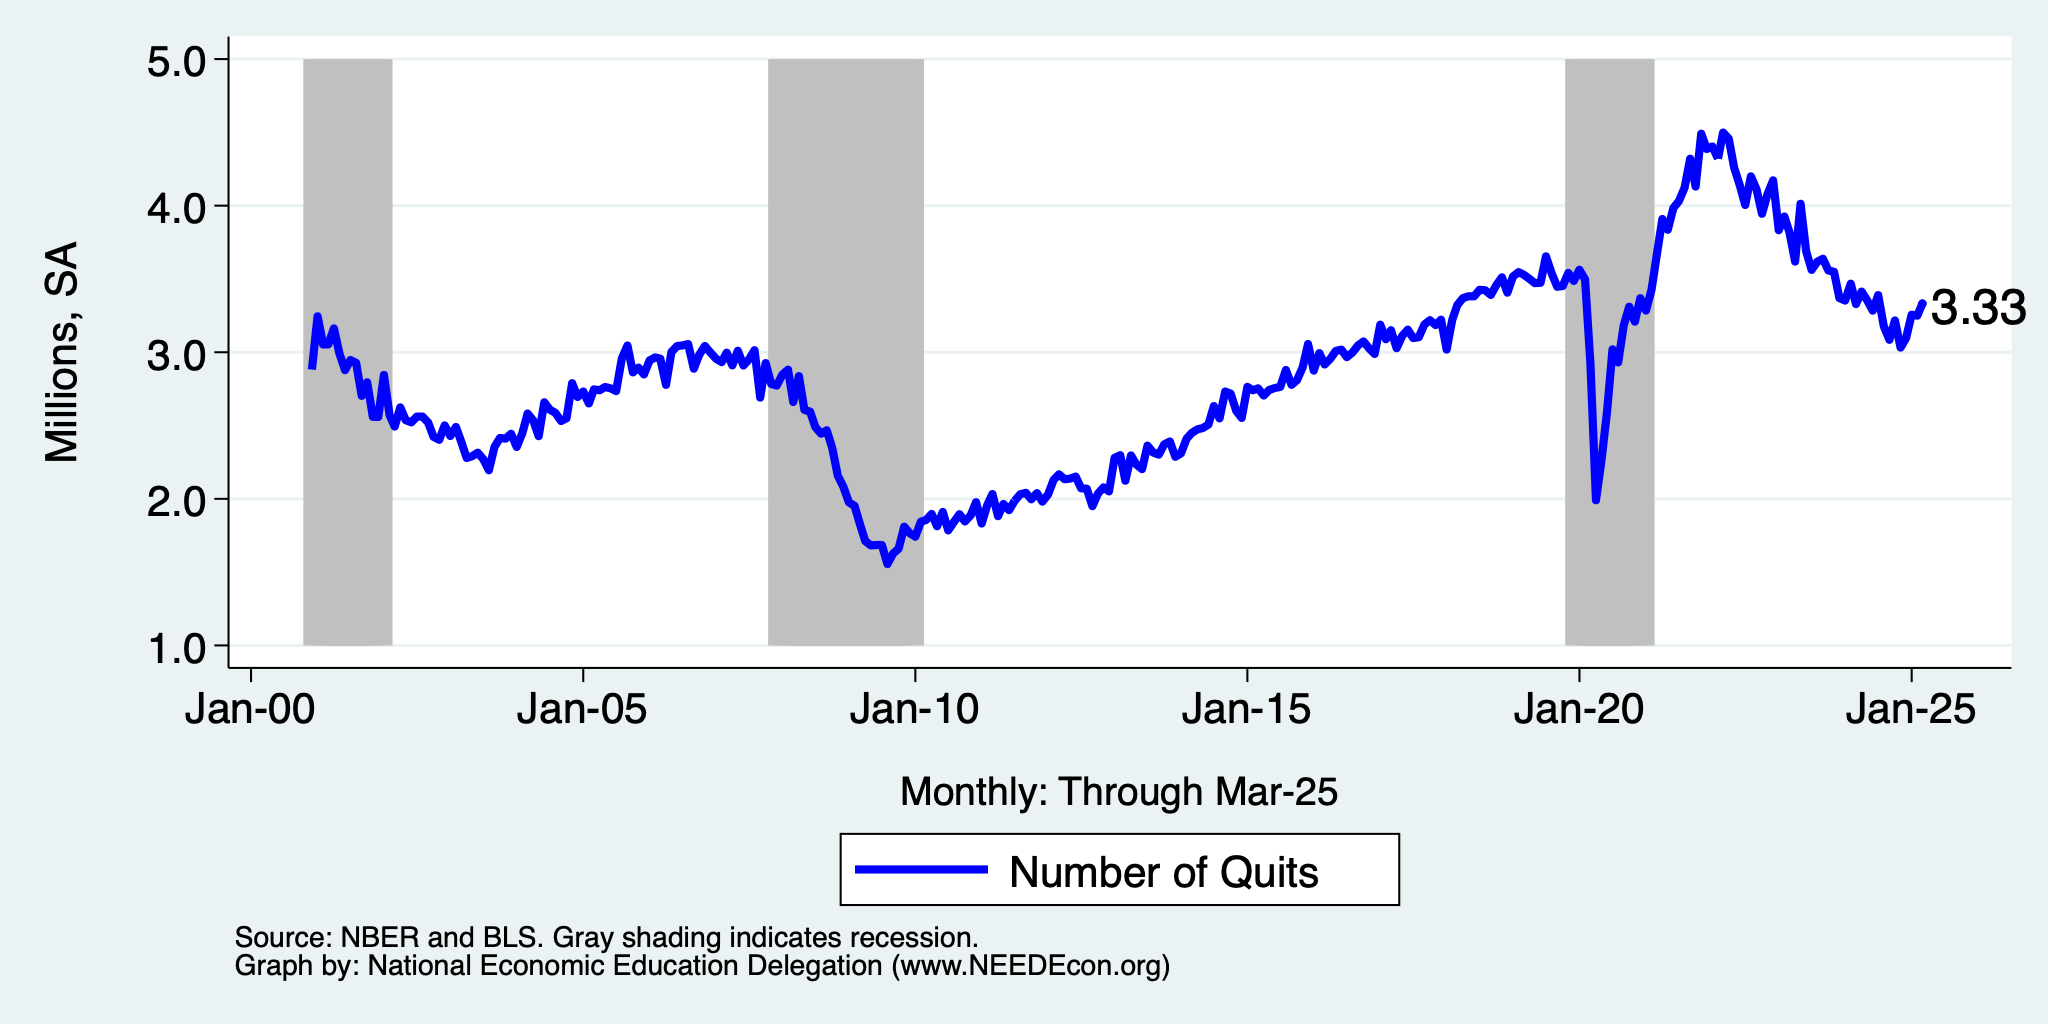 5.0
4.0
3.0
2.0
1.0
Millions, SA
3.33
Jan-00 Jan-05 Jan-10 Jan-15 Jan-20 Jan-25
Monthly: Through Mar-25
Number of Quits
Source: NBER and BLS. Gray shading indicates recession.
Graph by: National Economic Education Delegation (www.NEEDEcon.org)